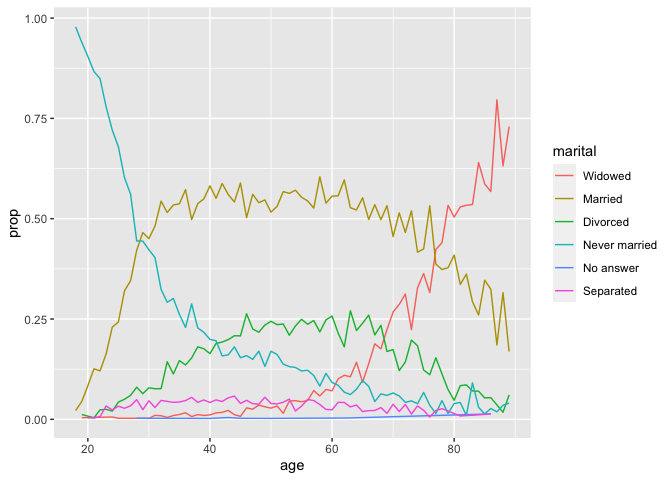 1.00
0.75
0.50
0.25
0.00
prop
20
40
60
80
age
marital
Widowed
Married
Divorced
Never married
No answer
Separated